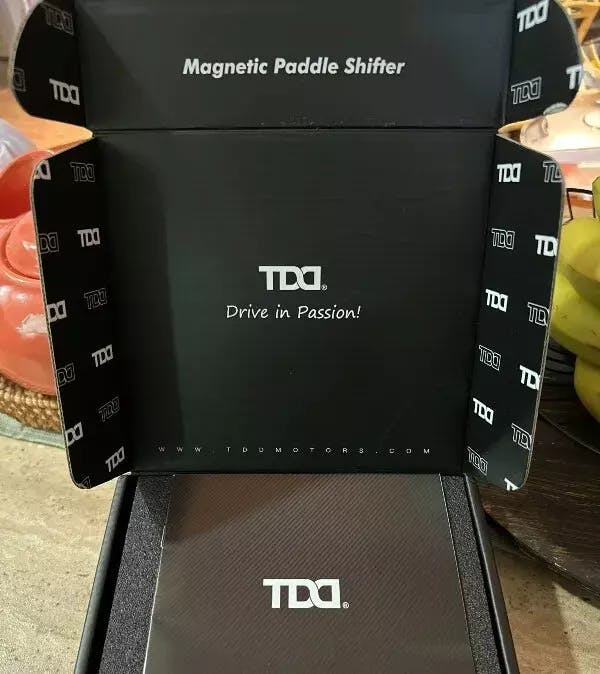 Magnetic Paddle Shifter
TDD®
Drive in Passion!
WWW.TDDMOTORS.COM
TDD®